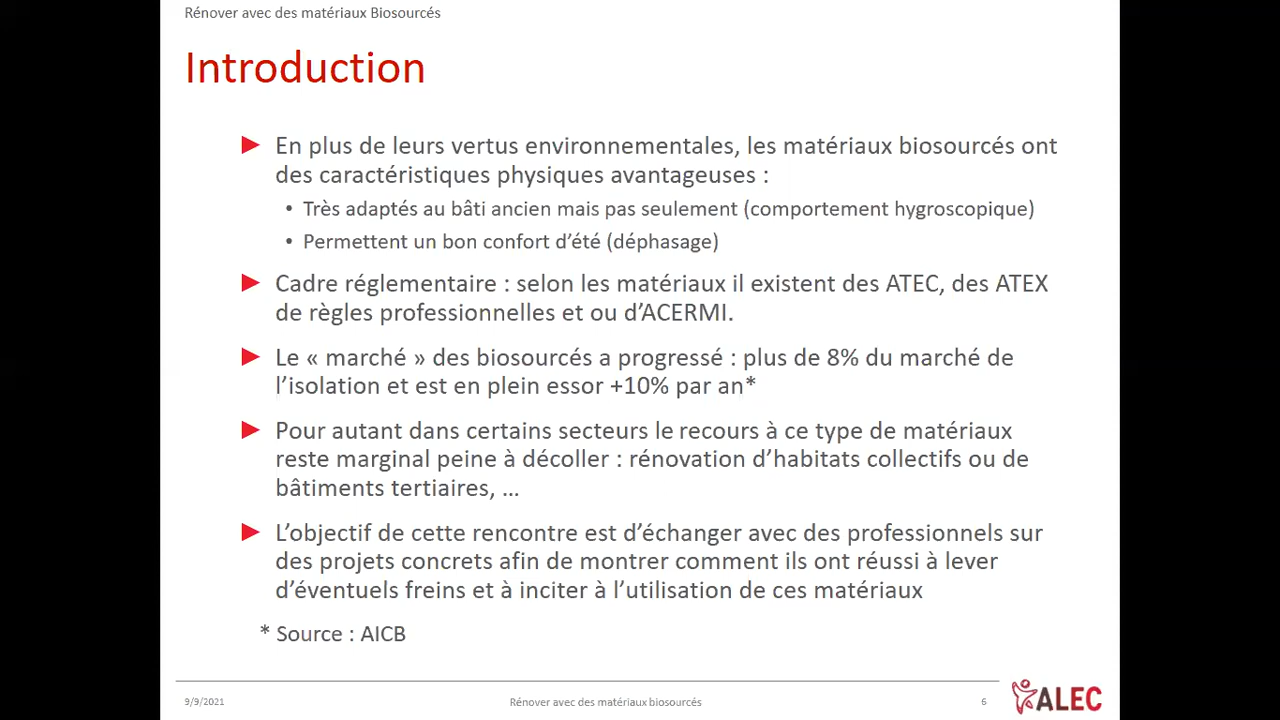 Rénover avec des matériaux Biosourcés
Introduction
En plus de leurs vertus environnementales, les matériaux biosourcés ont
des caractéristiques physiques avantageuses :
• Très adaptés au bâti ancien mais pas seulement (comportement hygroscopique)
• Permettent un bon confort d’été (déphasage)
Cadre réglementaire : selon les matériaux il existent des ATEC, des ATEX
de règles professionnelles et ou d’ACERMI.
Le « marché » des biosourcés a progressé : plus de 8% du marché de
l’isolation et est en plein essor +10% par an*
Pour autant dans certains secteurs le recours à ce type de matériaux
reste marginal peine à décoller : rénovation d’habitats collectifs ou de
bâtiments tertiaires, …
L’objectif de cette rencontre est d’échanger avec des professionnels sur
des projets concrets afin de montrer comment ils ont réussi à lever
d’éventuels freins et à inciter à l’utilisation de ces matériaux
* Source : AICB
9/9/2021
Rénover avec des matériaux biosourcés
6
ALEC